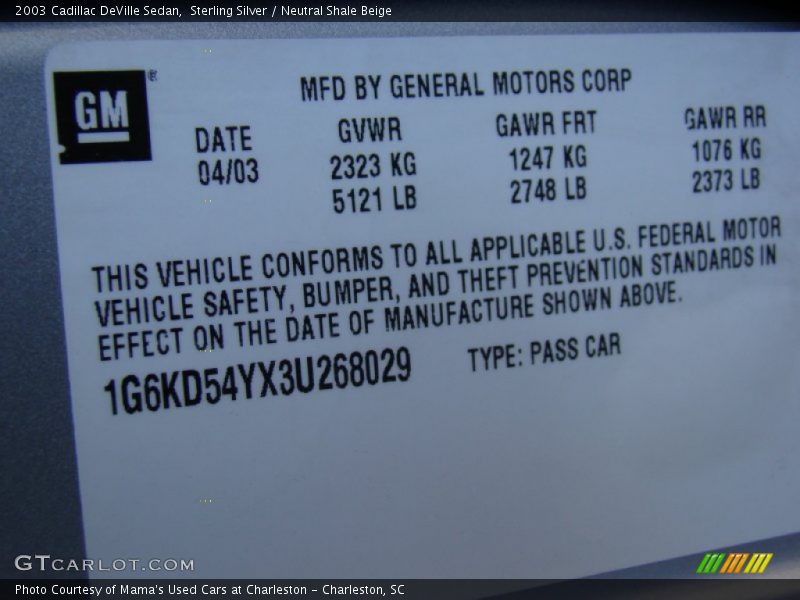 2003 Cadillac DeVille Sedan, Sterling Silver / Neutral Shale Beige
GM ®
MFD BY GENERAL MOTORS CORP
DATE GVWR GAWR FRT GAWR RR
04/03 2323 KG 1247 KG 1076 KG
5121 LB 2748 LB 2373 LB
THIS VEHICLE CONFORMS TO ALL APPLICABLE U.S. FEDERAL MOTOR
VEHICLE SAFETY, BUMPER, AND THEFT PREVENTION STANDARDS IN
EFFECT ON THE DATE OF MANUFACTURE SHOWN ABOVE.
1G6KD54YX3U268029 TYPE: PASS CAR
GTCARLOT.COM
Photo Courtesy of Mama's Used Cars at Charleston - Charleston, SC